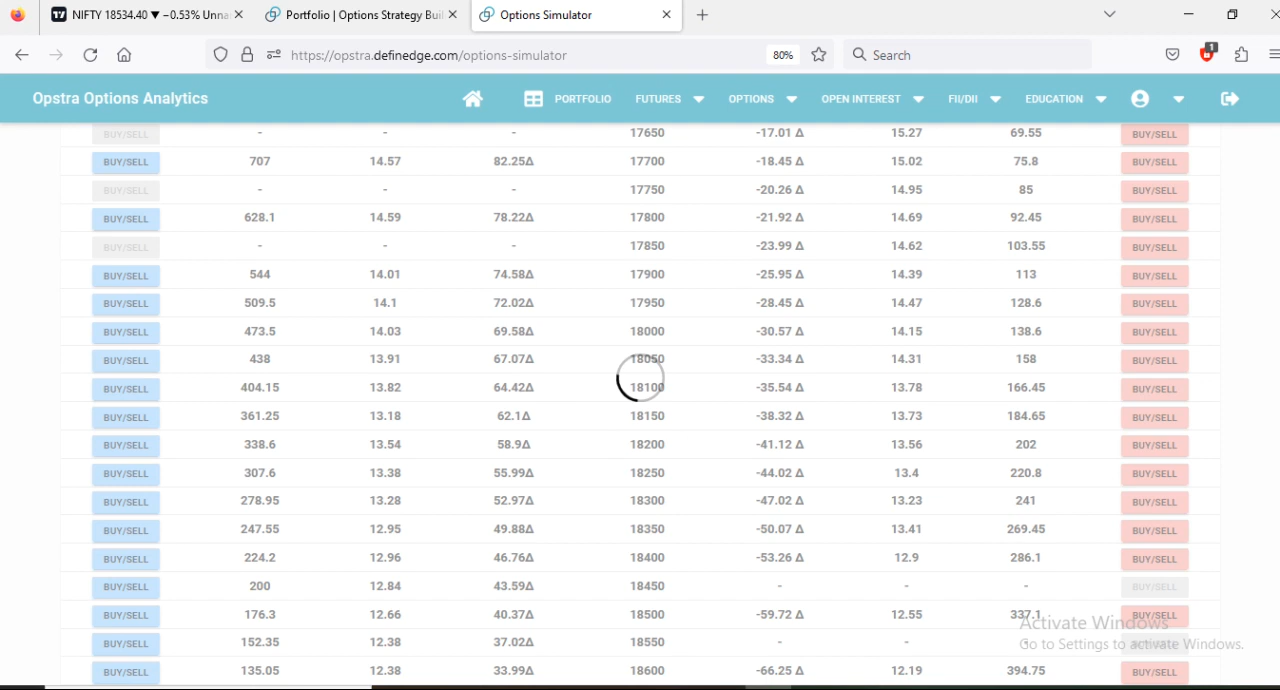 NIFTY 18534.40 ▼ −0.53% Unna
Portfolio | Options Strategy Buil
Options Simulator
https://opstra.definedge.com/options-simulator
80%
Search
1
Opstra Options Analytics
PORTFOLIO
FUTURES
OPTIONS
OPEN INTEREST
FII/DII
EDUCATION
BUY/SELL - - - 17650 -17.01 Δ 15.27 69.55 BUY/SELL
BUY/SELL 707 14.57 82.25Δ 17700 -18.45 Δ 15.02 75.8 BUY/SELL
BUY/SELL - - - 17750 -20.26 Δ 14.95 85 BUY/SELL
BUY/SELL 628.1 14.59 78.22Δ 17800 -21.92 Δ 14.69 92.45 BUY/SELL
BUY/SELL - - - 17850 -23.99 Δ 14.62 103.55 BUY/SELL
BUY/SELL 544 14.01 74.58Δ 17900 -25.95 Δ 14.39 113 BUY/SELL
BUY/SELL 509.5 14.1 72.02Δ 17950 -28.45 Δ 14.47 128.6 BUY/SELL
BUY/SELL 473.5 14.03 69.58Δ 18000 -30.57 Δ 14.15 138.6 BUY/SELL
BUY/SELL 438 13.91 67.07Δ 18050 -33.34 Δ 14.31 158 BUY/SELL
BUY/SELL 404.15 13.82 64.42Δ 18100 -35.54 Δ 13.78 166.45 BUY/SELL
BUY/SELL 361.25 13.18 62.1Δ 18150 -38.32 Δ 13.73 184.65 BUY/SELL
BUY/SELL 338.6 13.54 58.9Δ 18200 -41.12 Δ 13.56 202 BUY/SELL
BUY/SELL 307.6 13.38 55.99Δ 18250 -44.02 Δ 13.4 220.8 BUY/SELL
BUY/SELL 278.95 13.28 52.97Δ 18300 -47.02 Δ 13.23 241 BUY/SELL
BUY/SELL 247.55 12.95 49.88Δ 18350 -50.07 Δ 13.41 269.45 BUY/SELL
BUY/SELL 224.2 12.96 46.76Δ 18400 -53.26 Δ 12.9 286.1 BUY/SELL
BUY/SELL 200 12.84 43.59Δ 18450 - - - BUY/SELL
BUY/SELL 176.3 12.66 40.37Δ 18500 -59.72 Δ 12.55 337.1 BUY/SELL
Activate Windows
BUY/SELL 152.35 12.38 37.02Δ 18550 - - - BUY/SELL
Go to Settings to activate Windows.
BUY/SELL 135.05 12.38 33.99Δ 18600 -66.25 Δ 12.19 394.75 BUY/SELL